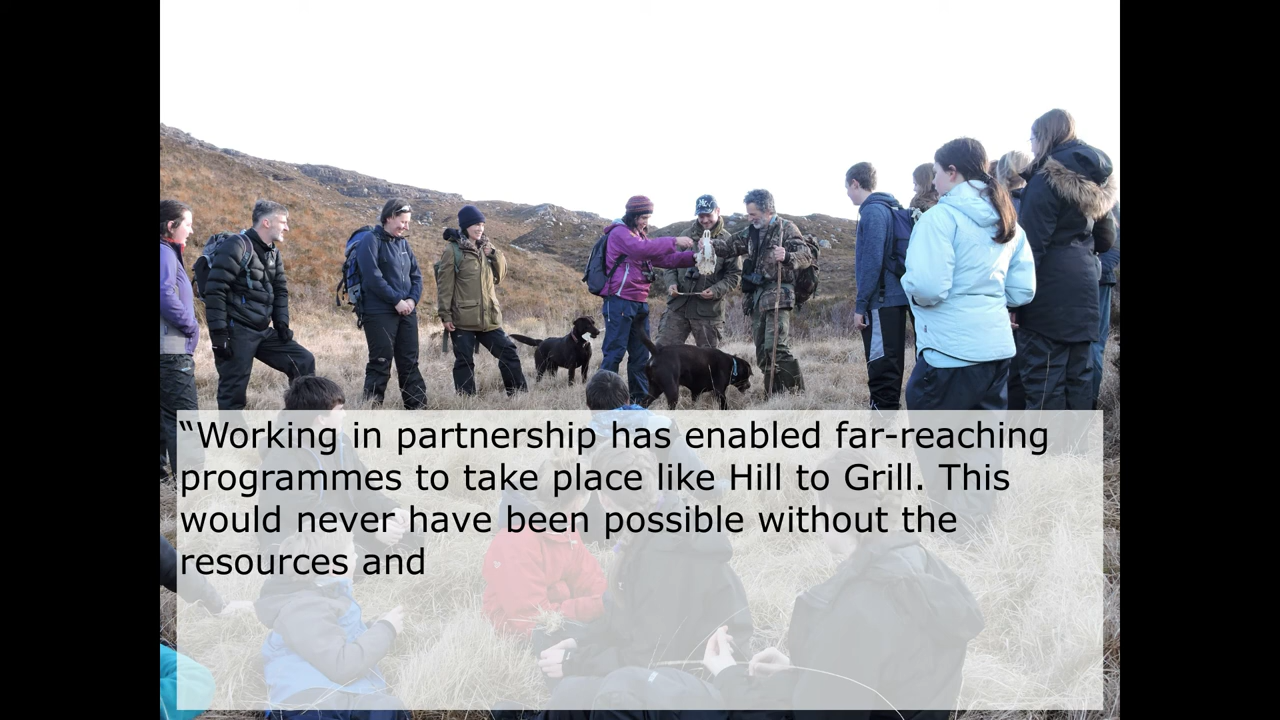 “Working in partnership has enabled far-reaching
programmes to take place like Hill to Grill. This
would never have been possible without the
resources and